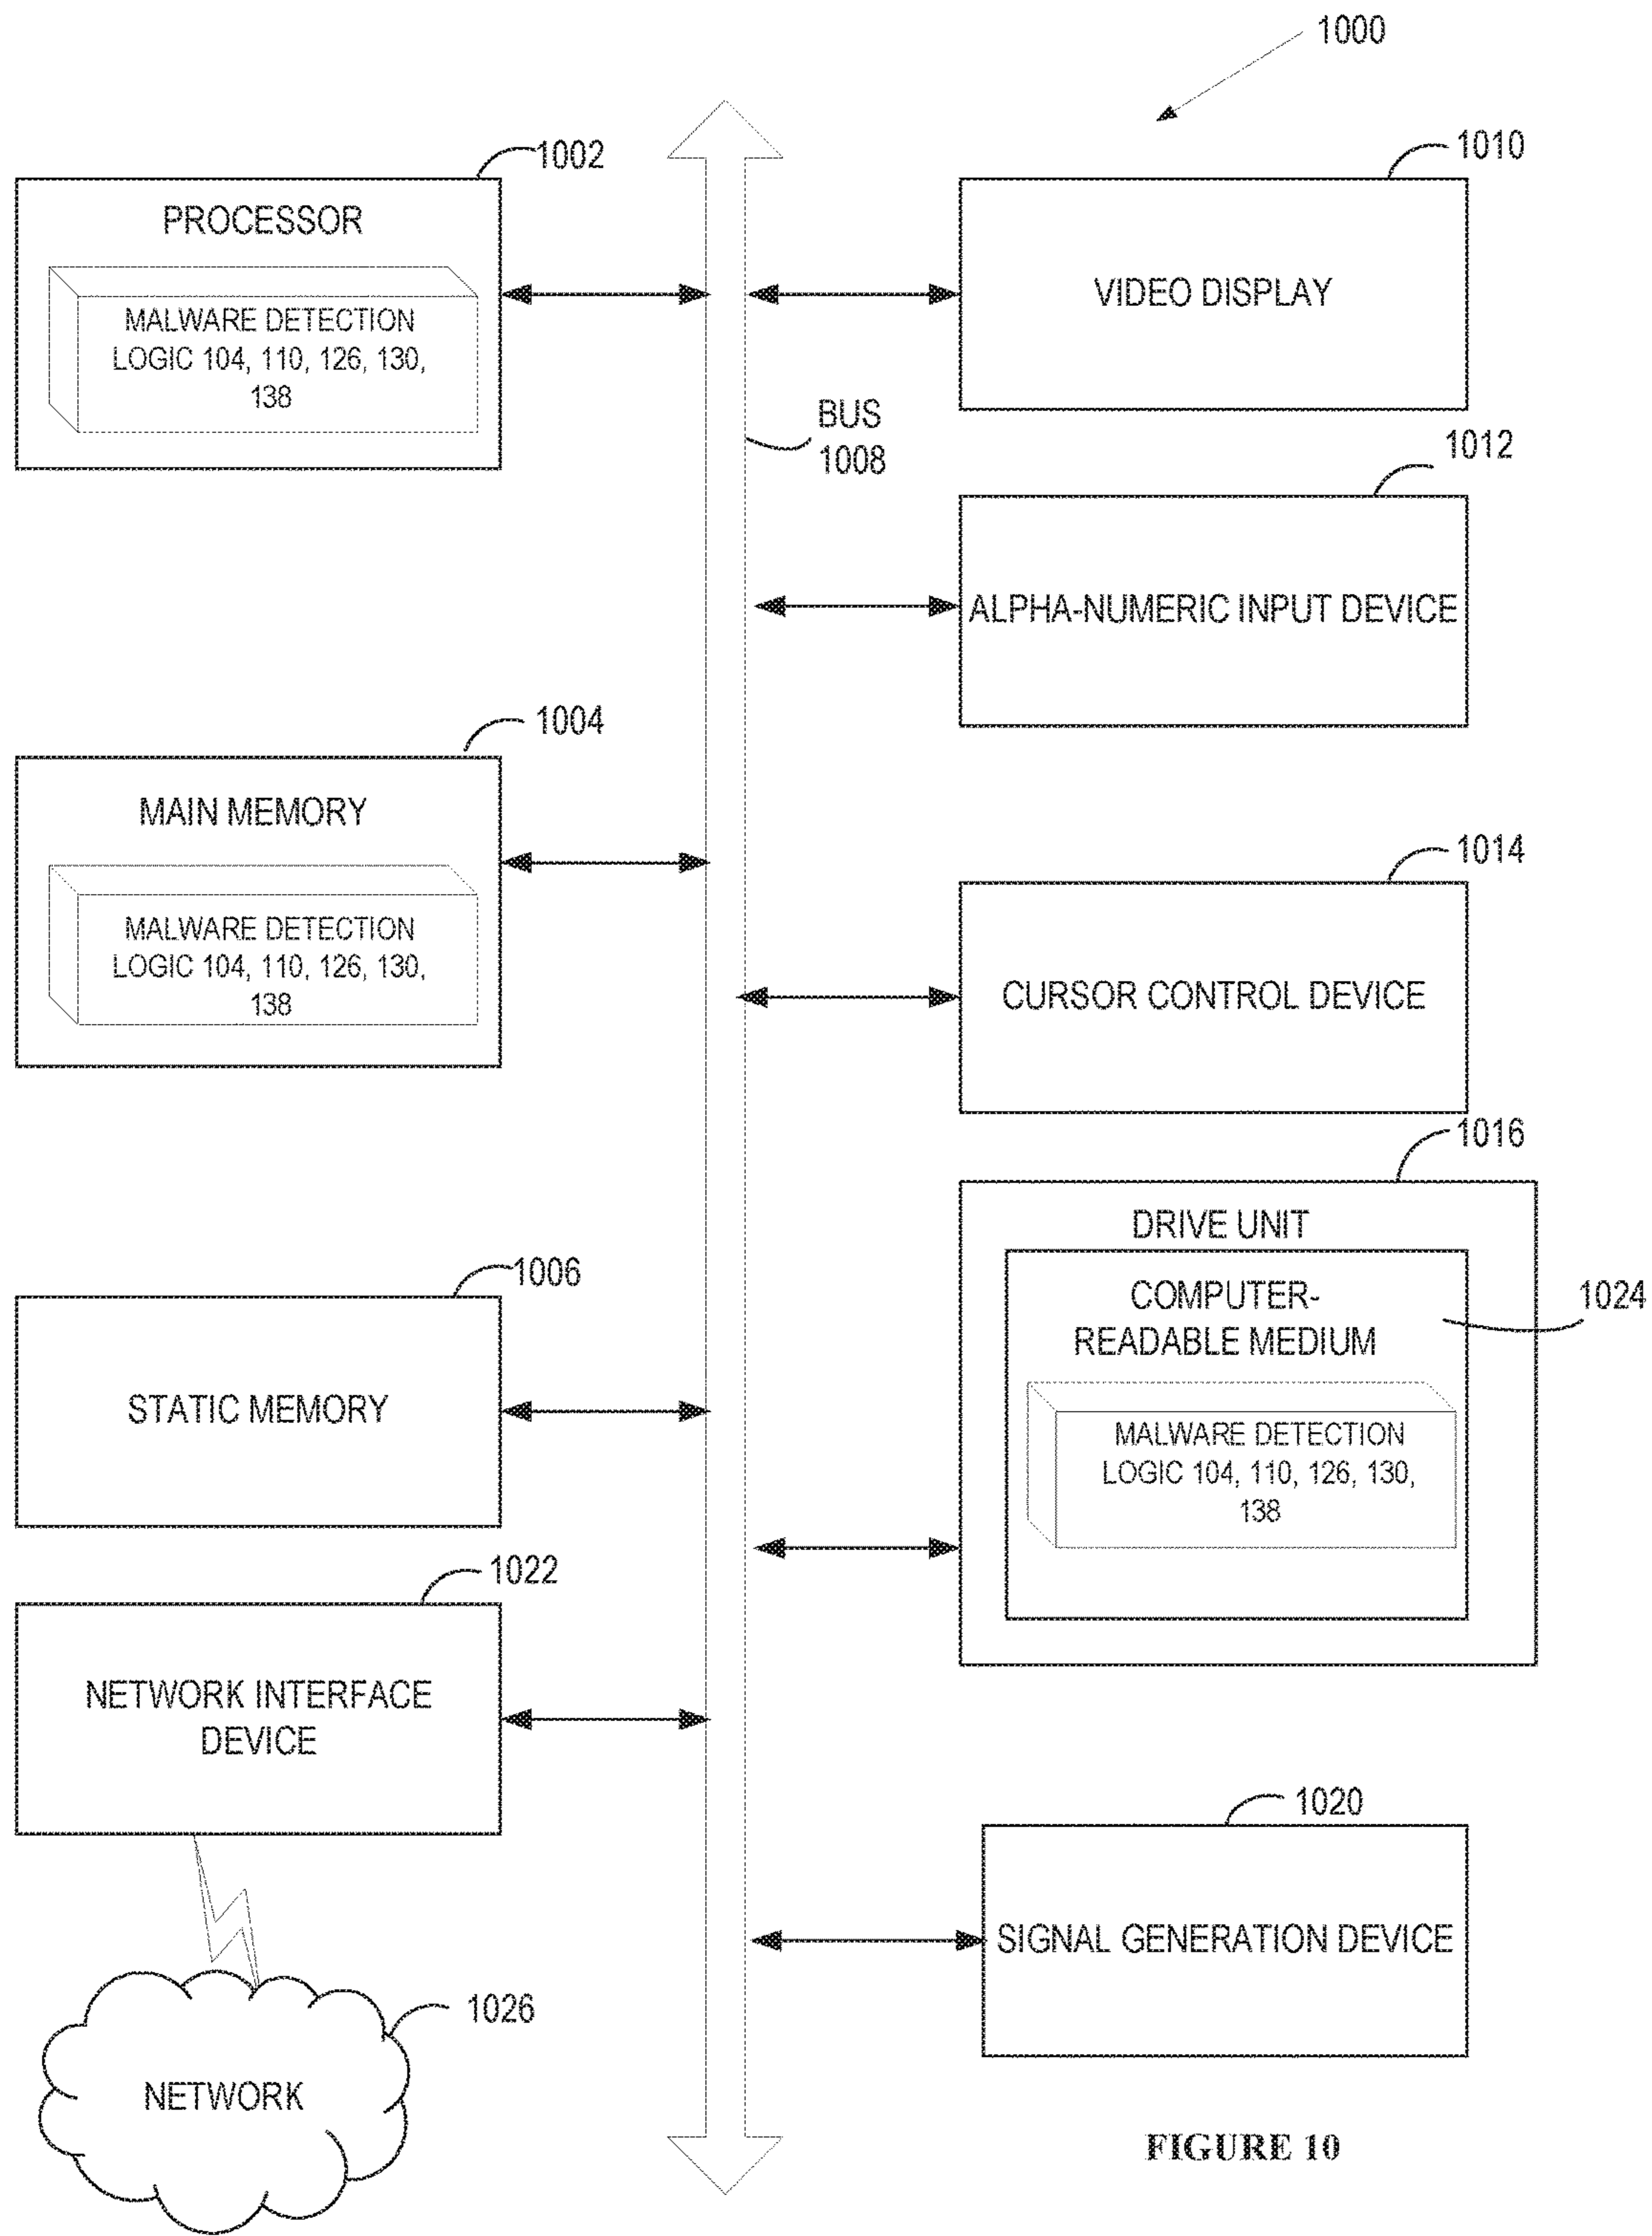 1000
1002
PROCESSOR
MALWARE DETECTION
LOGIC 104, 110, 126, 130,
138
1010
VIDEO DISPLAY
BUS
1008
1012
ALPHA-NUMERIC INPUT DEVICE
1004
MAIN MEMORY
MALWARE DETECTION
LOGIC 104, 110, 126, 130,
138
1014
CURSOR CONTROL DEVICE
1016
DRIVE UNIT
1024
COMPUTER-
READABLE MEDIUM
MALWARE DETECTION
LOGIC 104, 110, 126, 130,
138
1006
STATIC MEMORY
1022
NETWORK INTERFACE
DEVICE
1020
SIGNAL GENERATION DEVICE
1026
NETWORK
FIGURE 10